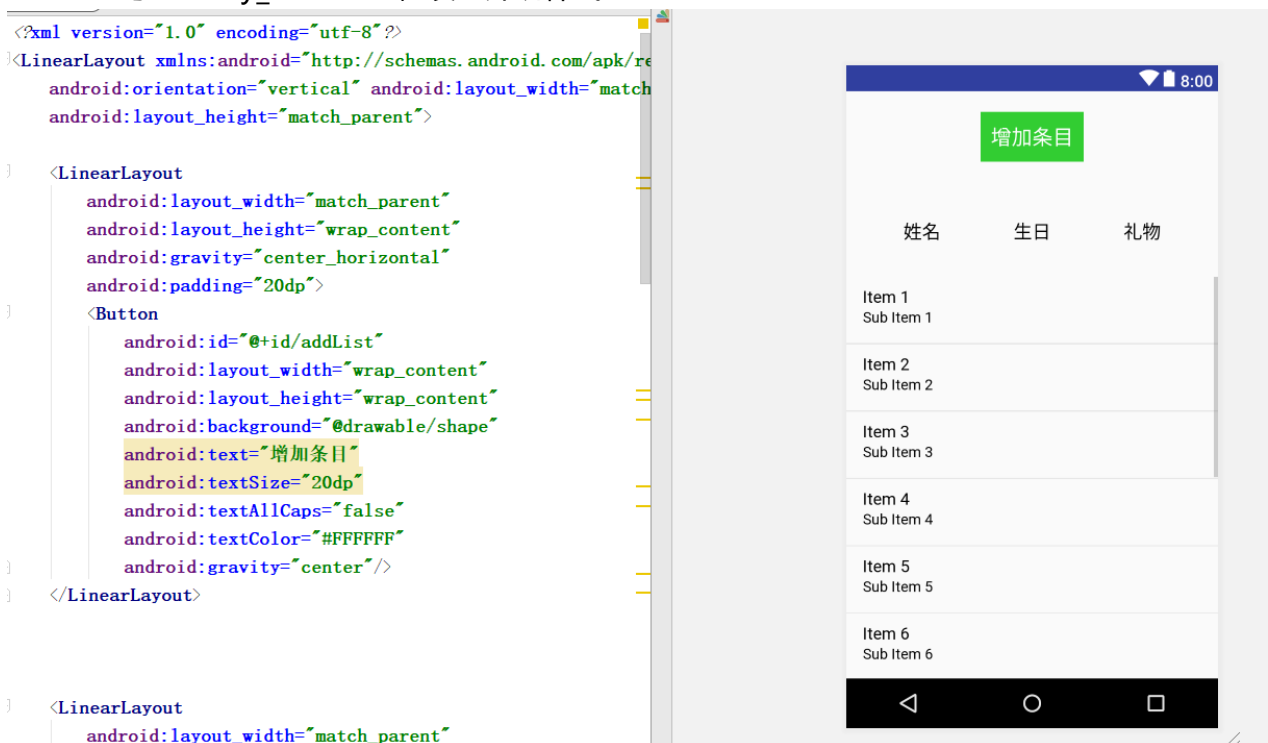 <?xml version="1.0" encoding="utf-8"?>
<LinearLayout xmlns:android="http://schemas.android.com/apk/re
android:orientation="vertical" android:layout_width="match
android:layout_height="match_parent">
<LinearLayout
android:layout_width="match_parent"
android:layout_height="wrap_content"
android:gravity="center_horizontal"
android:padding="20dp">
<Button
android:id="@+id/addList"
android:layout_width="wrap_content"
android:layout_height="wrap_content"
android:background="@drawable/shape"
android:text="增加条目"
android:textSize="20dp"
android:textAllCaps="false"
android:textColor="#FFFFFF"
android:gravity="center"/>
</LinearLayout>
<LinearLayout
android:layout_width="match_parent"
8:00
增加条目
姓名 生日 礼物
Item 1
Sub Item 1
Item 2
Sub Item 2
Item 3
Sub Item 3
Item 4
Sub Item 4
Item 5
Sub Item 5
Item 6
Sub Item 6